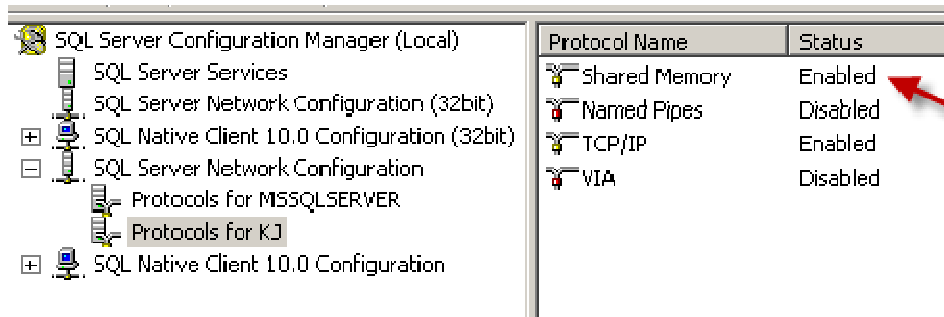 SQL Server Configuration Manager (Local)
SQL Server Services
SQL Server Network Configuration (32bit)
SQL Native Client 10.0 Configuration (32bit)
SQL Server Network Configuration
Protocols for MSSQLSERVER
Protocols for KJ
SQL Native Client 10.0 Configuration
Protocol Name Status
Shared Memory Enabled
Named Pipes Disabled
TCP/IP Enabled
VIA Disabled